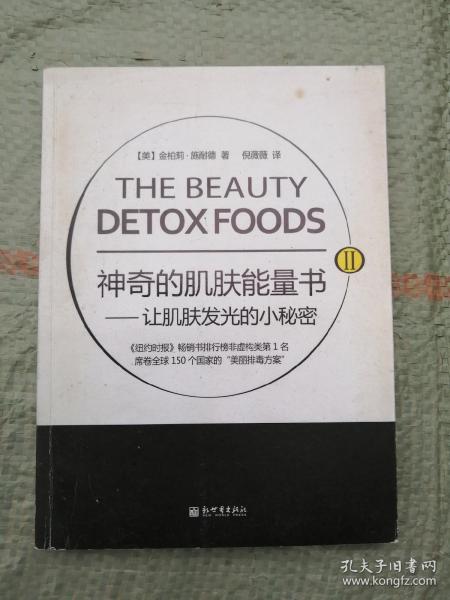 【美】金柏莉·施耐德 著 倪薇薇 译
THE BEAUTY
DETOX FOODS
II
神奇的肌肤能量书
——让肌肤发光的小秘密
《纽约时报》畅销书排行榜非虚构类第1名
席卷全球150个国家的“美丽排毒方案”
新世界出版社
NEW WORLD PRESS
孔夫子旧书网
www.kongfz.com